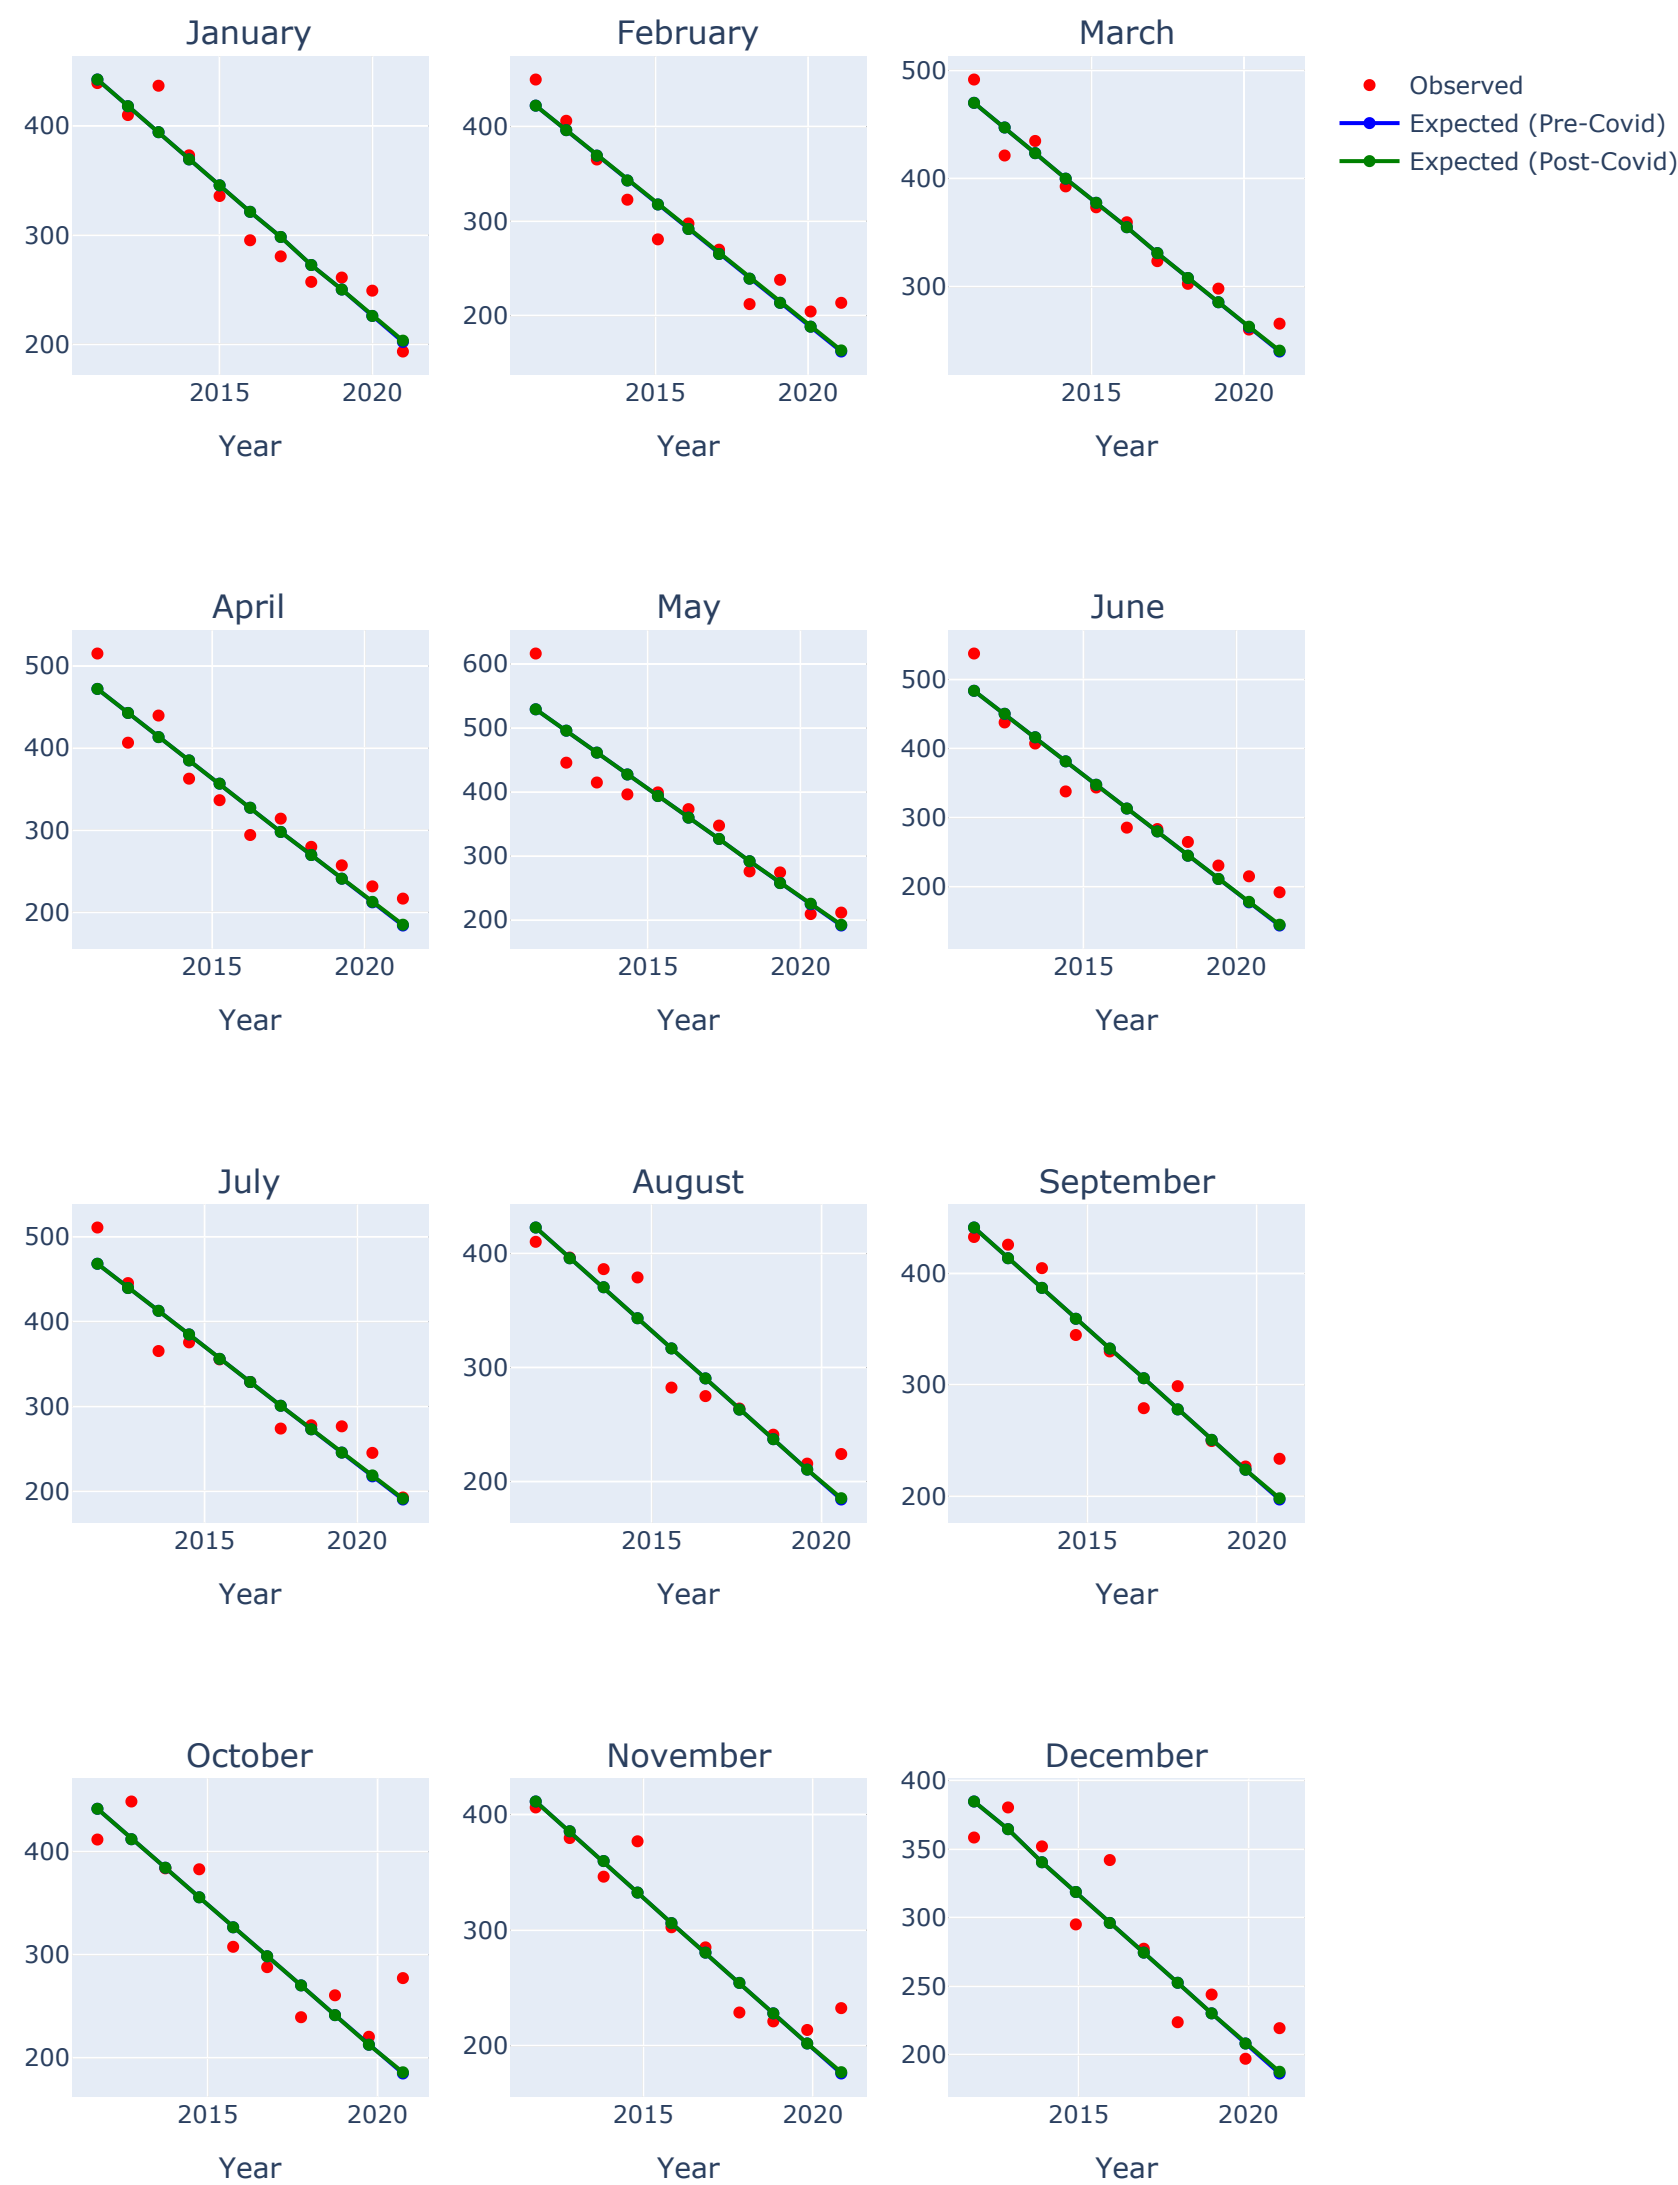 January
February
March
Observed
Expected (Pre-Covid)
Expected (Post-Covid)
400
300
200
2015
2020
Year
400
300
200
2015
2020
Year
500
400
300
2015
2020
Year
April
May
June
500
400
300
200
2015
2020
Year
600
500
400
300
200
2015
2020
Year
500
400
300
200
2015
2020
Year
July
August
September
500
400
300
200
2015
2020
Year
400
300
200
2015
2020
Year
400
300
200
2015
2020
Year
October
November
December
400
300
200
2015
2020
Year
400
300
200
2015
2020
Year
400
350
300
250
200
2015
2020
Year